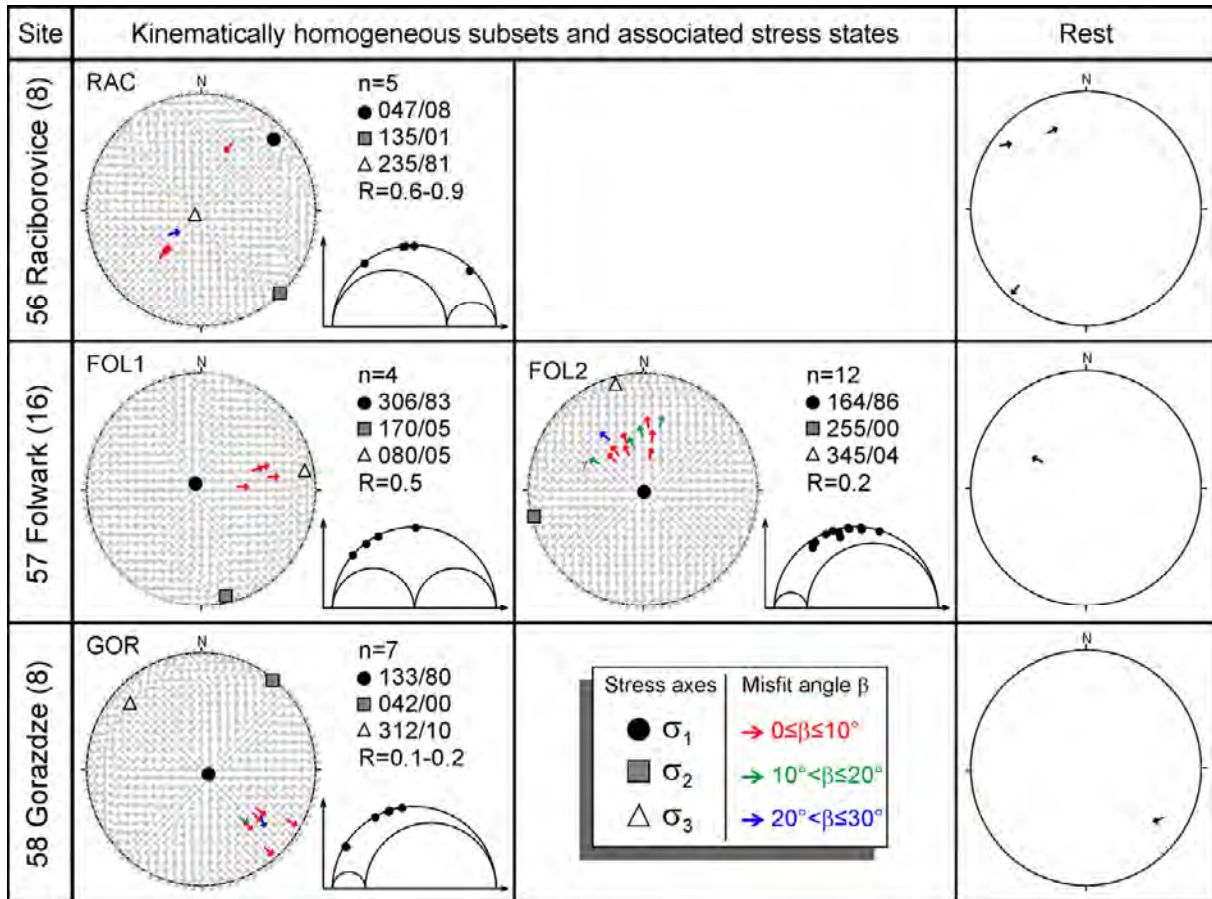 Site Kinematically homogeneous subsets and associated stress states Rest
56 Raciborovice (8)
RAC
N
n=5
047/08
135/01
235/81
R=0.6-0.9
57 Folwark (16)
FOL1
N
n=4
306/83
170/05
080/05
R=0.5
FOL2
N
n=12
164/86
255/00
345/04
R=0.2
N
58 Gorazdze (8)
GOR
N
n=7
133/80
042/00
312/10
R=0.1-0.2
Stress axes Misfit angle β
σ1 0≤β≤10°
σ2 10°<β≤20°
σ3 20°<β≤30°
N
N